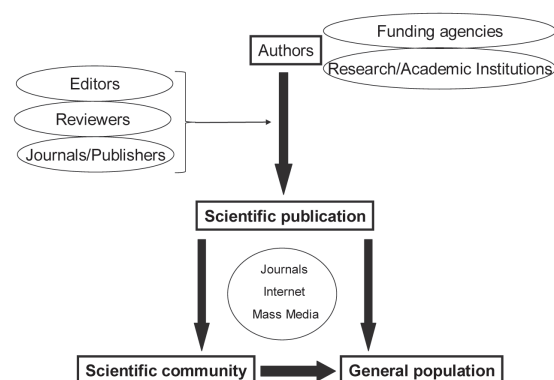 Funding agencies
Authors
Research/Academic Institutions
Editors
Reviewers
Journals/Publishers
Scientific publication
Journals
Internet
Mass Media
Scientific community
General population